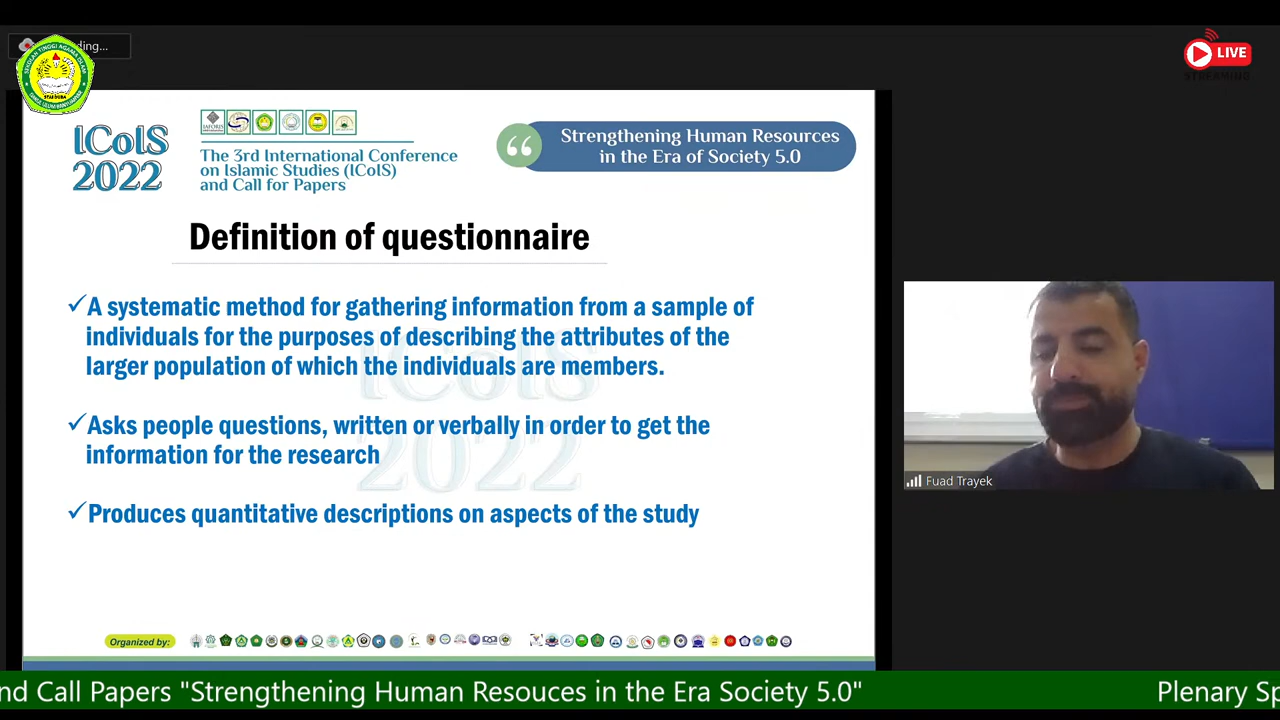 ding...
LIVE
STREAMING
ICoIS
2022
The 3rd International Conference
on Islamic Studies (ICoIS)
and Call for Papers
Strengthening Human Resources
in the Era of Society 5.0
Definition of questionnaire
✓A systematic method for gathering information from a sample of
individuals for the purposes of describing the attributes of the
larger population of which the individuals are members.
✓Asks people questions, written or verbally in order to get the
information for the research
✓Produces quantitative descriptions on aspects of the study
ICoIS
2022
Fuad Trayek
Organized by:
nd Call Papers "Strengthening Human Resouces in the Era Society 5.0"
Plenary Sp